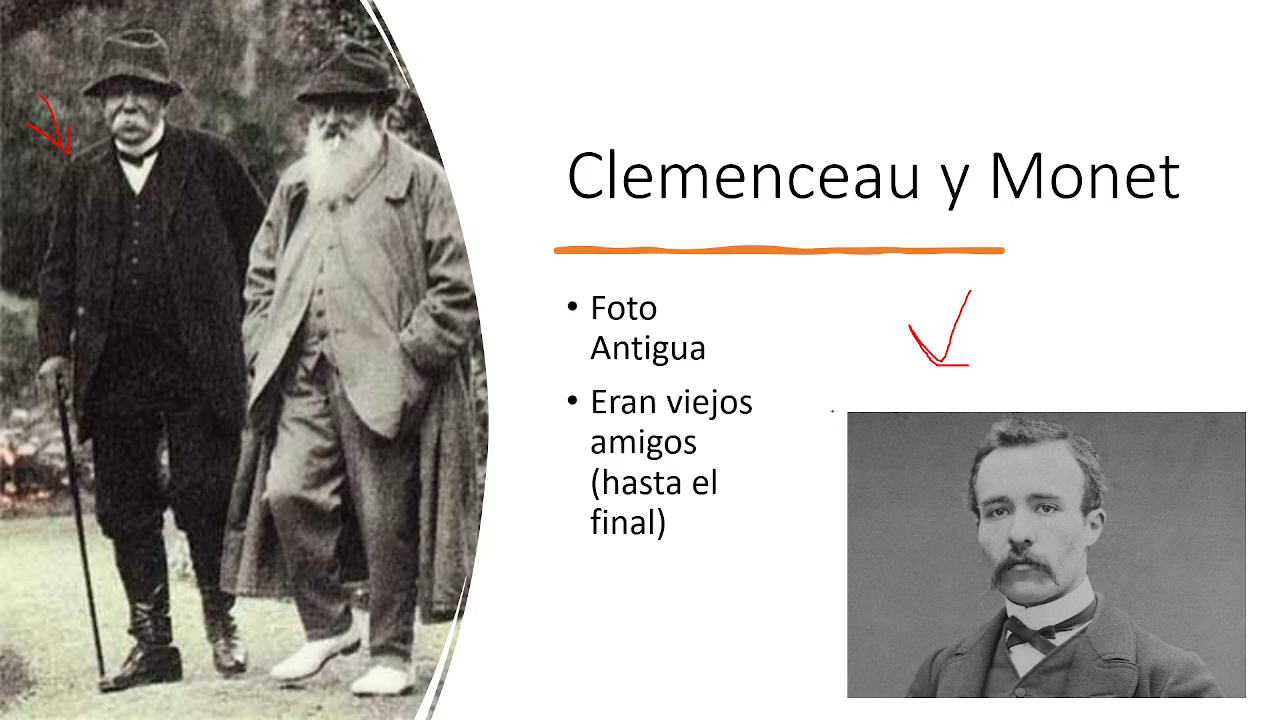 Clemenceau y Monet
• Foto
Antigua
• Eran viejos
amigos
(hasta el
final)